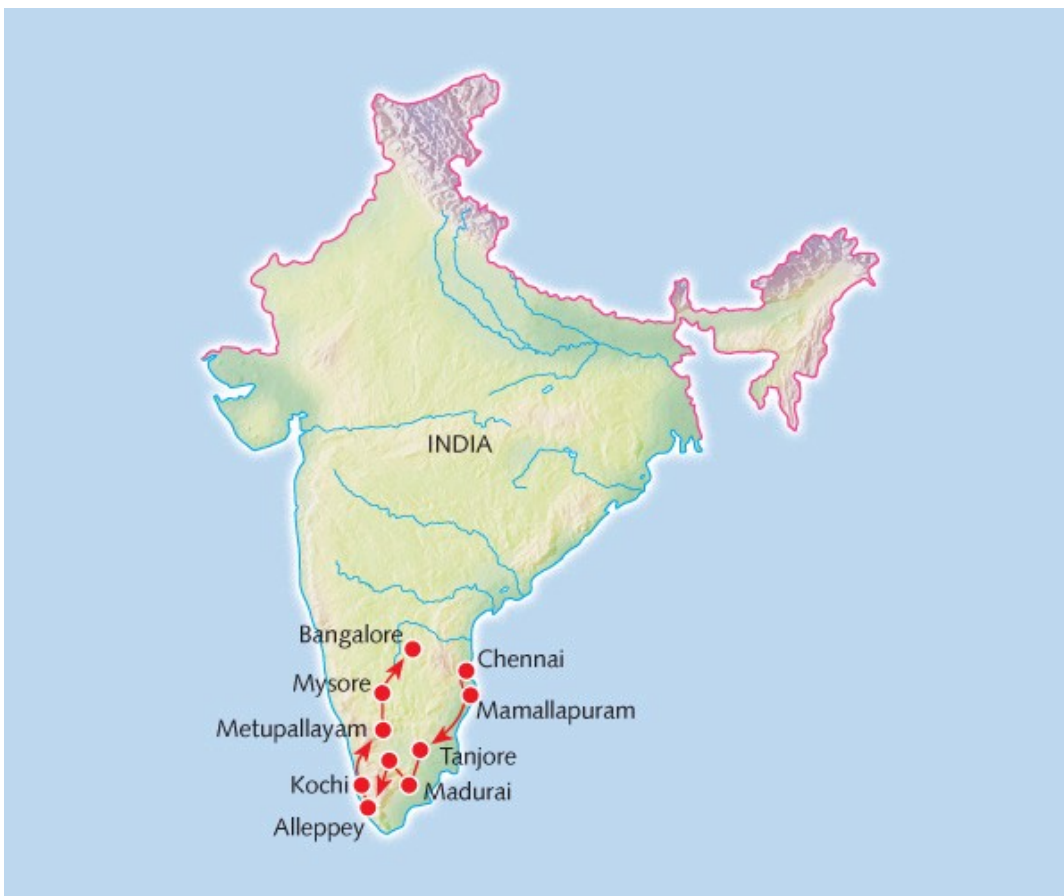 INDIA
Bangalore
Chennai
Mysore
Mamallapuram
Metupallayam
Tanjore
Kochi
Madurai
Alleppey